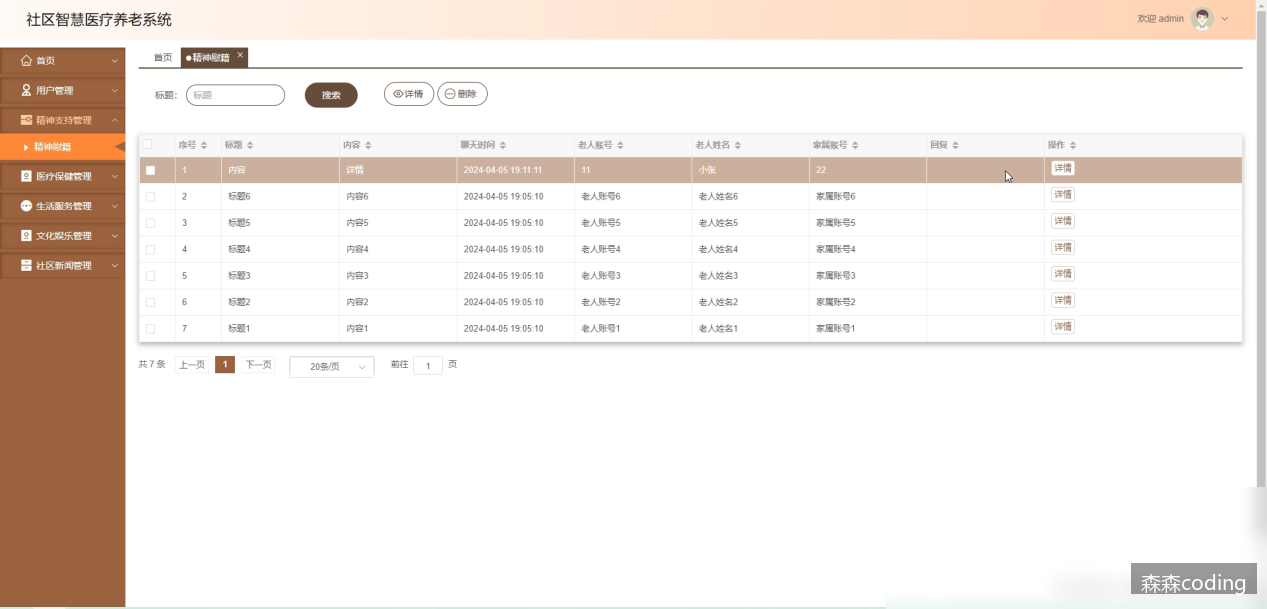 社区智慧医疗养老系统
欢迎 admin
首页
用户管理
精神支持管理
精神慰籍
医疗保健管理
生活服务管理
文化娱乐管理
社区新闻管理
首页 精神慰籍 ×
标题: 标题 搜索 详情 删除
序号 标题 内容 聊天时间 老人账号 老人姓名 家属账号 回复 操作
1 内容 详情 2024-04-05 19:11:11 11 小张 22 详情
2 标题6 内容6 2024-04-05 19:05:10 老人账号6 老人姓名6 家属账号6 详情
3 标题5 内容5 2024-04-05 19:05:10 老人账号5 老人姓名5 家属账号5 详情
4 标题4 内容4 2024-04-05 19:05:10 老人账号4 老人姓名4 家属账号4 详情
5 标题3 内容3 2024-04-05 19:05:10 老人账号3 老人姓名3 家属账号3 详情
6 标题2 内容2 2024-04-05 19:05:10 老人账号2 老人姓名2 家属账号2 详情
7 标题1 内容1 2024-04-05 19:05:10 老人账号1 老人姓名1 家属账号1 详情
共 7 条 上一页 1 下一页 20条/页 前往 1 页
森森coding